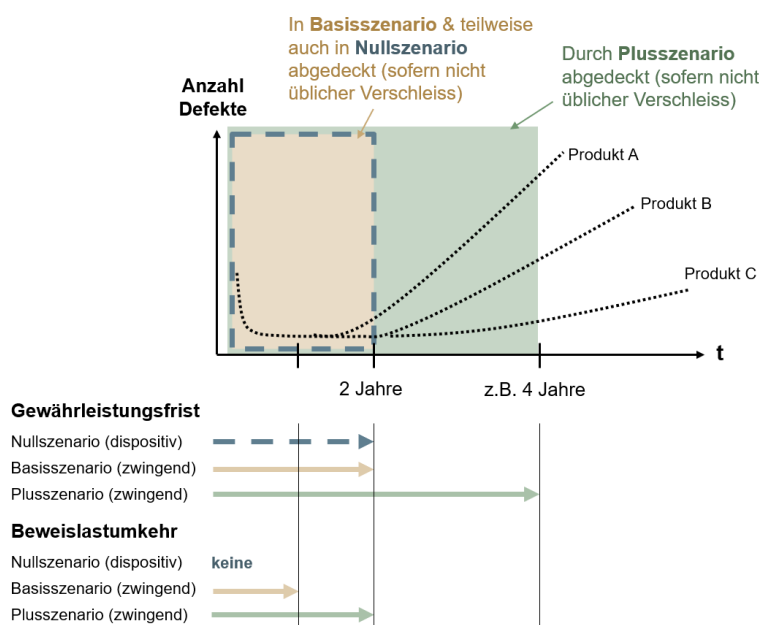 In Basisszenario & teilweise
auch in Nullszenario
abgedeckt (sofern nicht
üblicher Verschleiss)
Durch Plusszenario
abgedeckt (sofern nicht
üblicher Verschleiss)
Anzahl
Defekte
Produkt A
Produkt B
Produkt C
t
2 Jahre
z.B. 4 Jahre
Gewährleistungsfrist
Nullszenario (dispositiv)
Basisszenario (zwingend)
Plusszenario (zwingend)
Beweislastumkehr
Nullszenario (dispositiv) keine
Basisszenario (zwingend)
Plusszenario (zwingend)